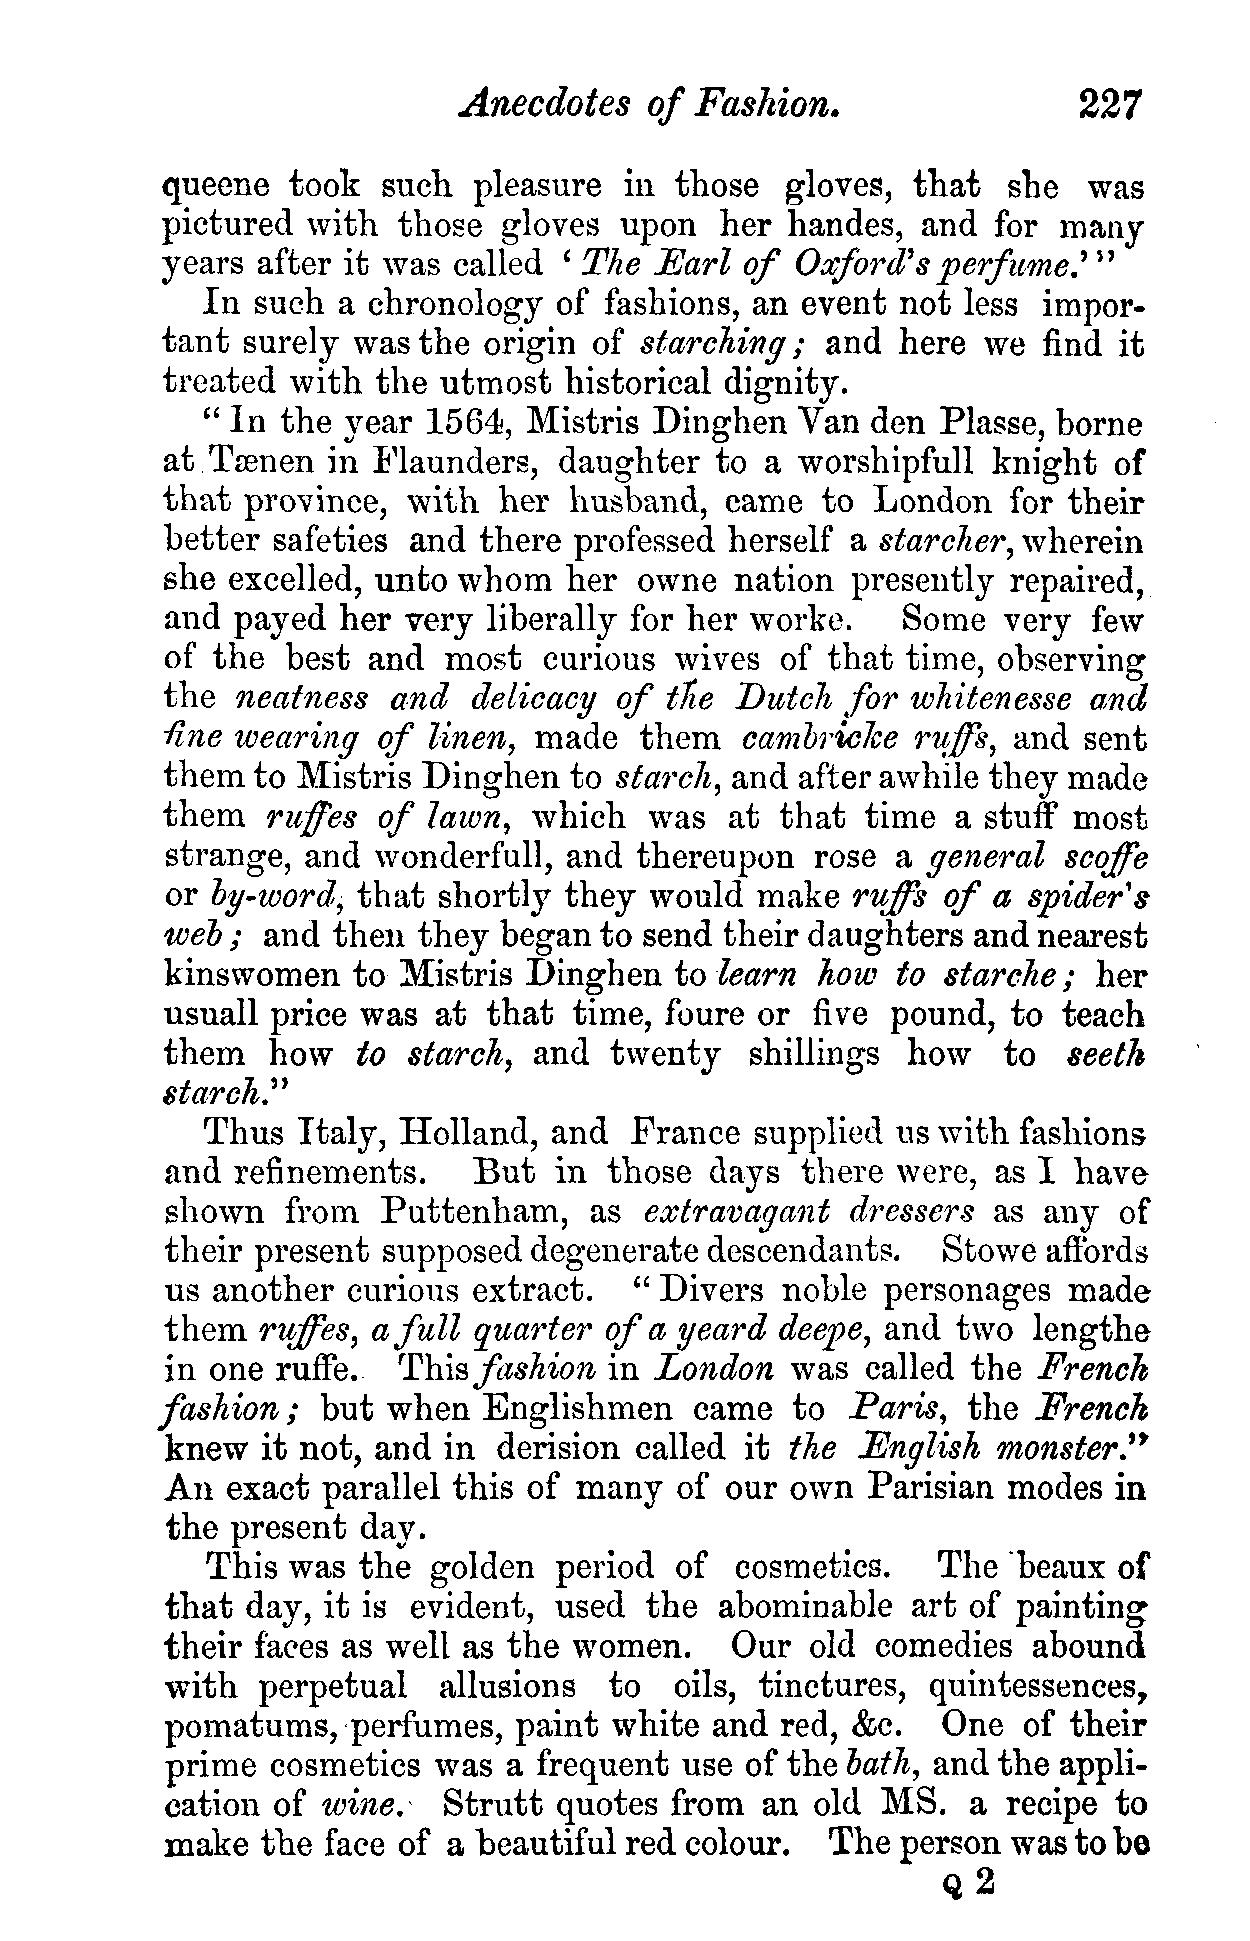 Anecdotes of Fashion. 227
queene took such pleasure in those gloves, that she was
pictured with those gloves upon her handes, and for many
years after it was called ‘ The Earl of Oxford's perfume.’ ”
In such a chronology of fashions, an event not less impor-
tant surely was the origin of starching ; and here we find it
treated with the utmost historical dignity.
“ In the year 1564, Mistris Dinghen Van den Plasse, borne
at Tænen in Flaunders, daughter to a worshipfull knight of
that province, with her husband, came to London for their
better safeties and there professed herself a starcher, wherein
she excelled, unto whom her owne nation presently repaired,
and payed her very liberally for her worke. Some very few
of the best and most curious wives of that time, observing
the neatness and delicacy of the Dutch for whitenesse and
fine wearing of linen, made them cambricke ruffs, and sent
them to Mistris Dinghen to starch, and after awhile they made
them ruffes of lawn, which was at that time a stuff most
strange, and wonderfull, and thereupon rose a general scoffe
or by-word, that shortly they would make ruffs of a spider's
web ; and then they began to send their daughters and nearest
kinswomen to Mistris Dinghen to learn how to starche ; her
usuall price was at that time, foure or five pound, to teach
them how to starch, and twenty shillings how to seeth
starch.”
Thus Italy, Holland, and France supplied us with fashions
and refinements. But in those days there were, as I have
shown from Puttenham, as extravagant dressers as any of
their present supposed degenerate descendants. Stowe affords
us another curious extract. “ Divers noble personages made
them ruffes, a full quarter of a yeard deepe, and two lengthe
in one ruffe. This fashion in London was called the French
fashion ; but when Englishmen came to Paris, the French
knew it not, and in derision called it the English monster.”
An exact parallel this of many of our own Parisian modes in
the present day.
This was the golden period of cosmetics. The beaux of
that day, it is evident, used the abominable art of painting
their faces as well as the women. Our old comedies abound
with perpetual allusions to oils, tinctures, quintessences,
pomatums, perfumes, paint white and red, &c. One of their
prime cosmetics was a frequent use of the bath, and the appli-
cation of wine. Strutt quotes from an old MS. a recipe to
make the face of a beautiful red colour. The person was to be
Q 2